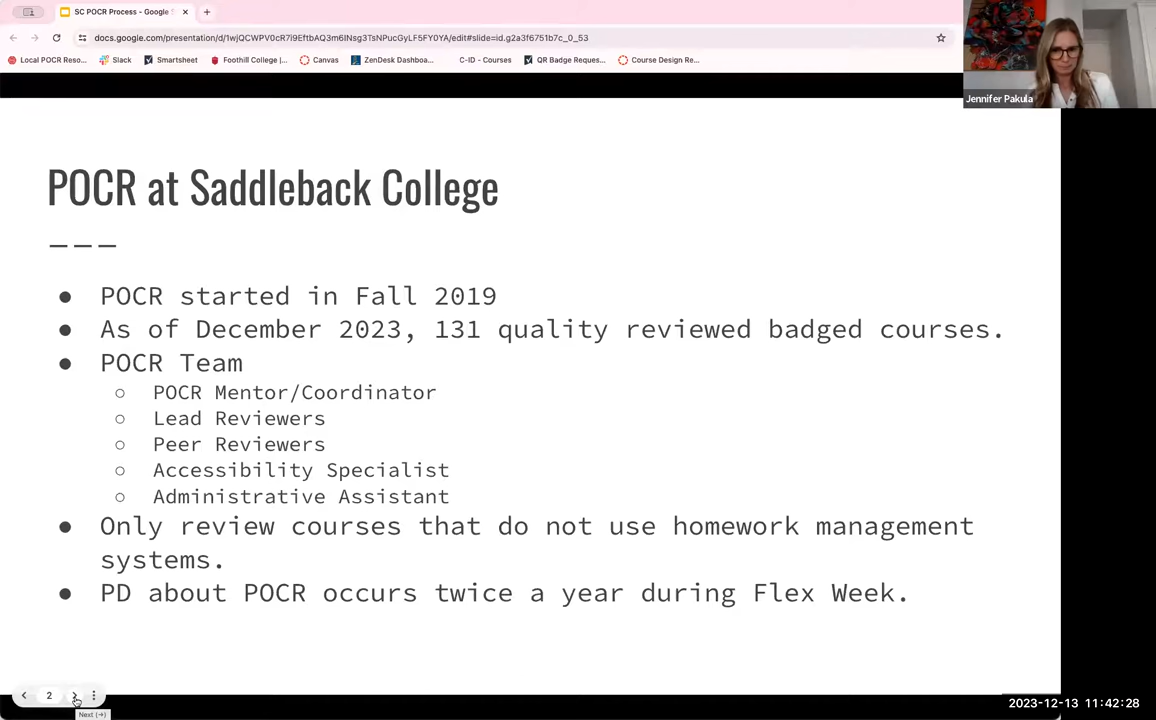 SC POCR Process - Google S
docs.google.com/presentation/d/1wjQCWPV0cR7i9EftbAQ3m6INsg3TsNPucGyLF5FY0YA/edit#slide=id.g2a3f6751b7c_0_53
Local POCR Reso... Slack Smartsheet Foothill College |... Canvas ZenDesk Dashboa... C-ID - Courses QR Badge Reques... Course Design Re...
Jennifer Pakula
POCR at Saddleback College
● POCR started in Fall 2019
● As of December 2023, 131 quality reviewed badged courses.
● POCR Team
○ POCR Mentor/Coordinator
○ Lead Reviewers
○ Peer Reviewers
○ Accessibility Specialist
○ Administrative Assistant
● Only review courses that do not use homework management
systems.
● PD about POCR occurs twice a year during Flex Week.
2
Next (→)
2023-12-13 11:42:28